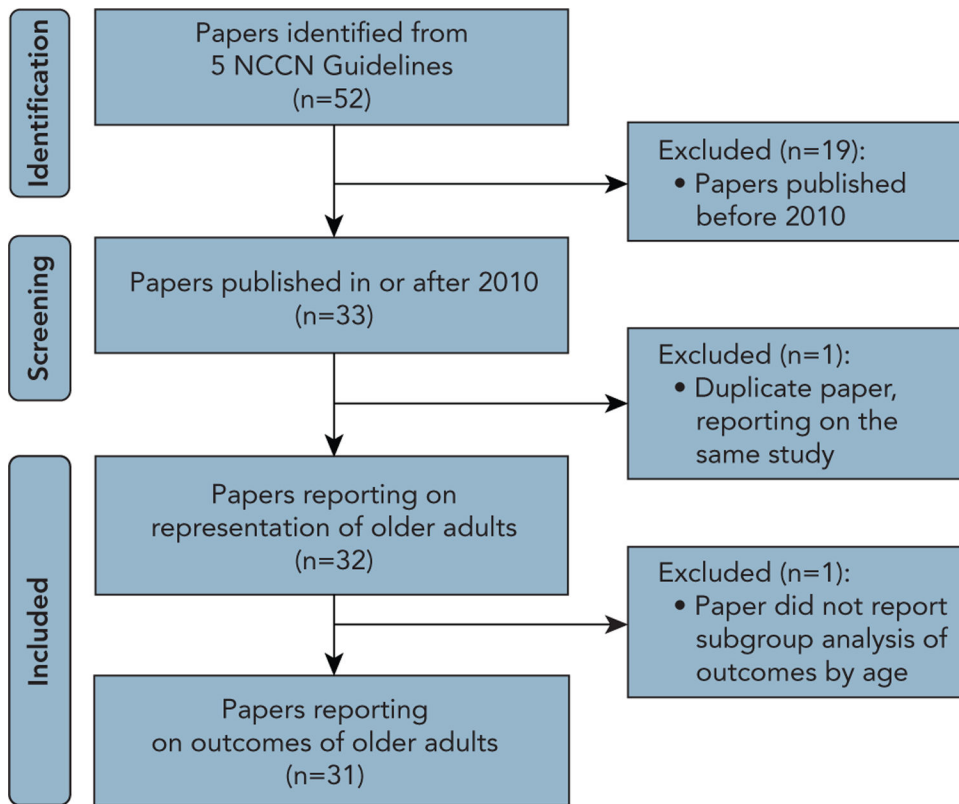 Identification
Papers identified from
5 NCCN Guidelines
(n=52)
Excluded (n=19):
• Papers published
before 2010
Screening
Papers published in or after 2010
(n=33)
Excluded (n=1):
• Duplicate paper,
reporting on the
same study
Included
Papers reporting on
representation of older adults
(n=32)
Excluded (n=1):
• Paper did not report
subgroup analysis of
outcomes by age
Papers reporting
on outcomes of older adults
(n=31)